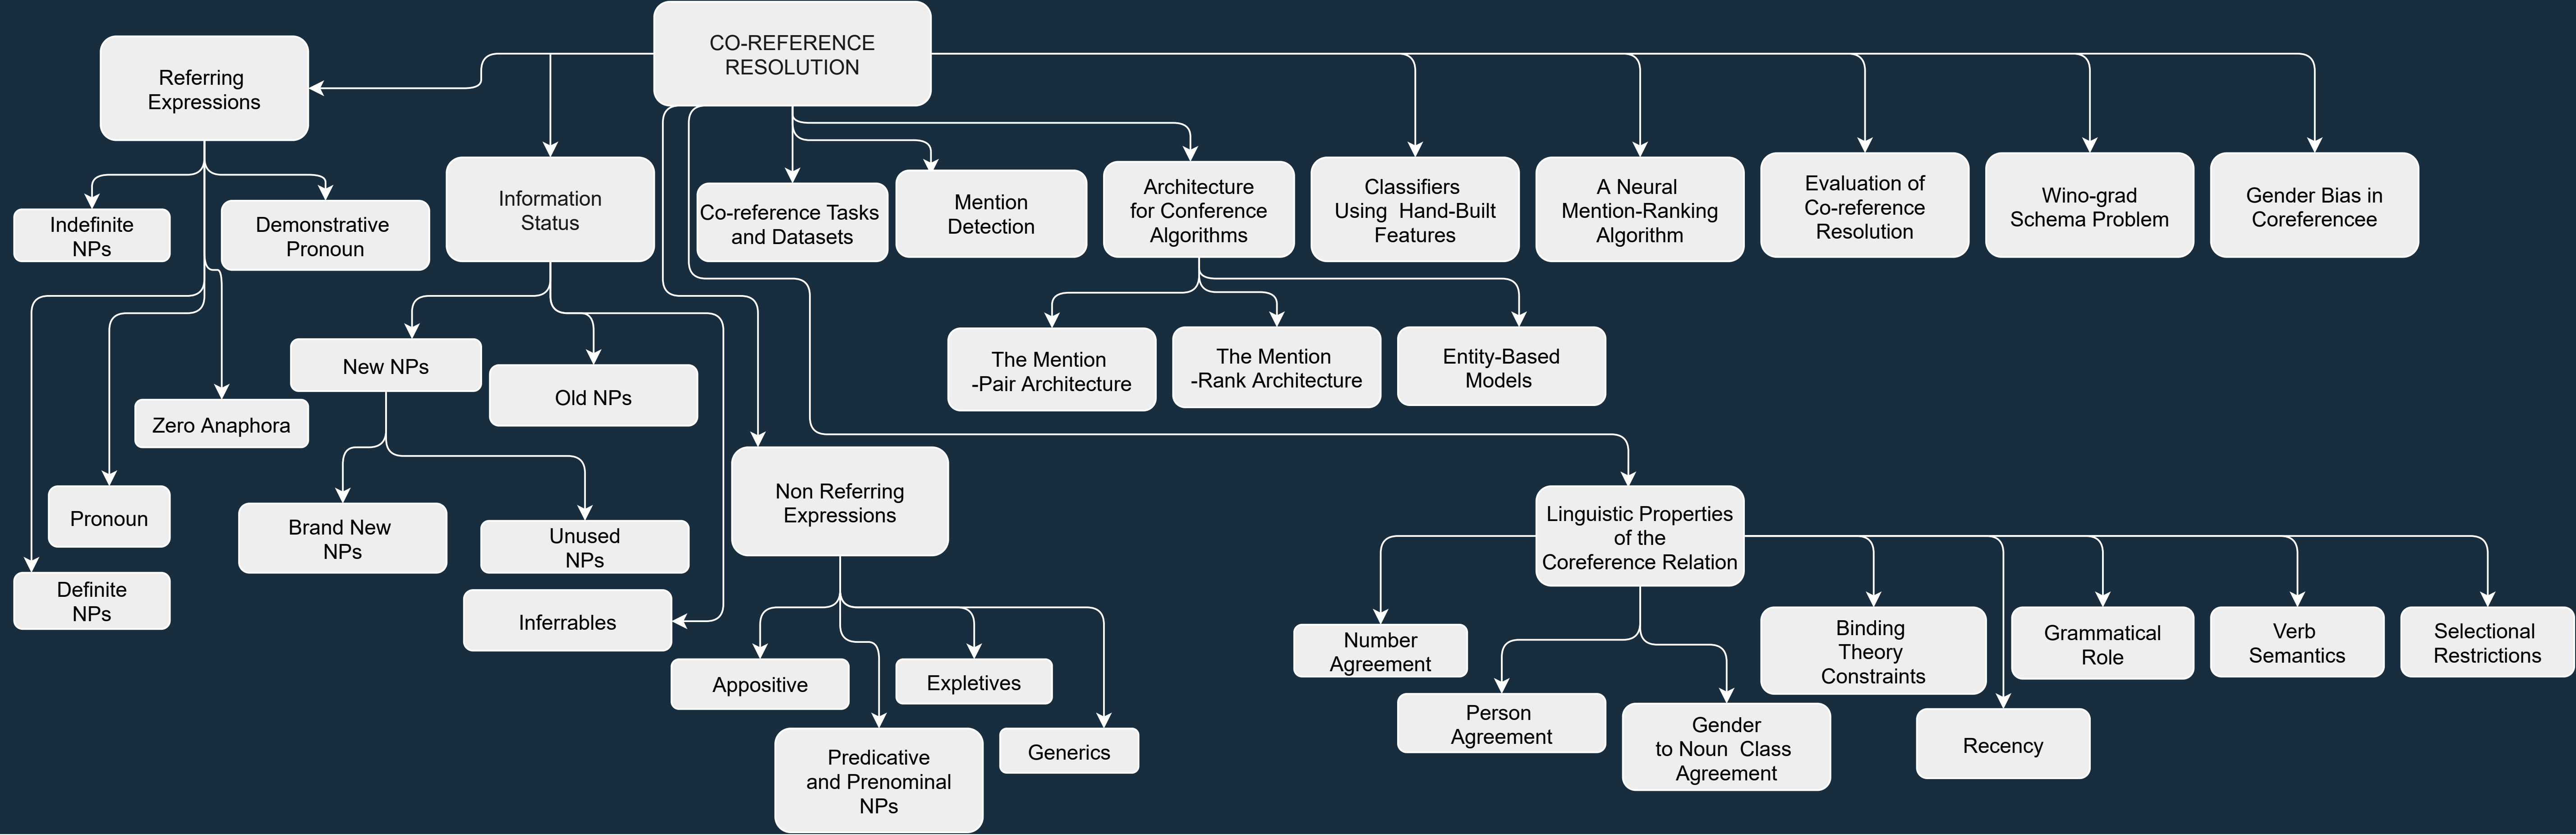 CO-REFERENCE
RESOLUTION
Referring
Expressions
Indefinite
NPs
Demonstrative
Pronoun
Zero Anaphora
Pronoun
Definite
NPs
Information
Status
New NPs
Old NPs
Brand New
NPs
Unused
NPs
Inferrables
Co-reference Tasks
and Datasets
Mention
Detection
Architecture
for Conference
Algorithms
Classifiers
Using Hand-Built
Features
A Neural
Mention-Ranking
Algorithm
Evaluation of
Co-reference
Resolution
Wino-grad
Schema Problem
Gender Bias in
Coreferencee
The Mention
-Pair Architecture
The Mention
-Rank Architecture
Entity-Based
Models
Non Referring
Expressions
Appositive
Expletives
Predicative
and Prenominal
NPs
Generics
Linguistic Properties
of the
Coreference Relation
Number
Agreement
Person
Agreement
Gender
to Noun Class
Agreement
Binding
Theory
Constraints
Recency
Grammatical
Role
Verb
Semantics
Selectional
Restrictions